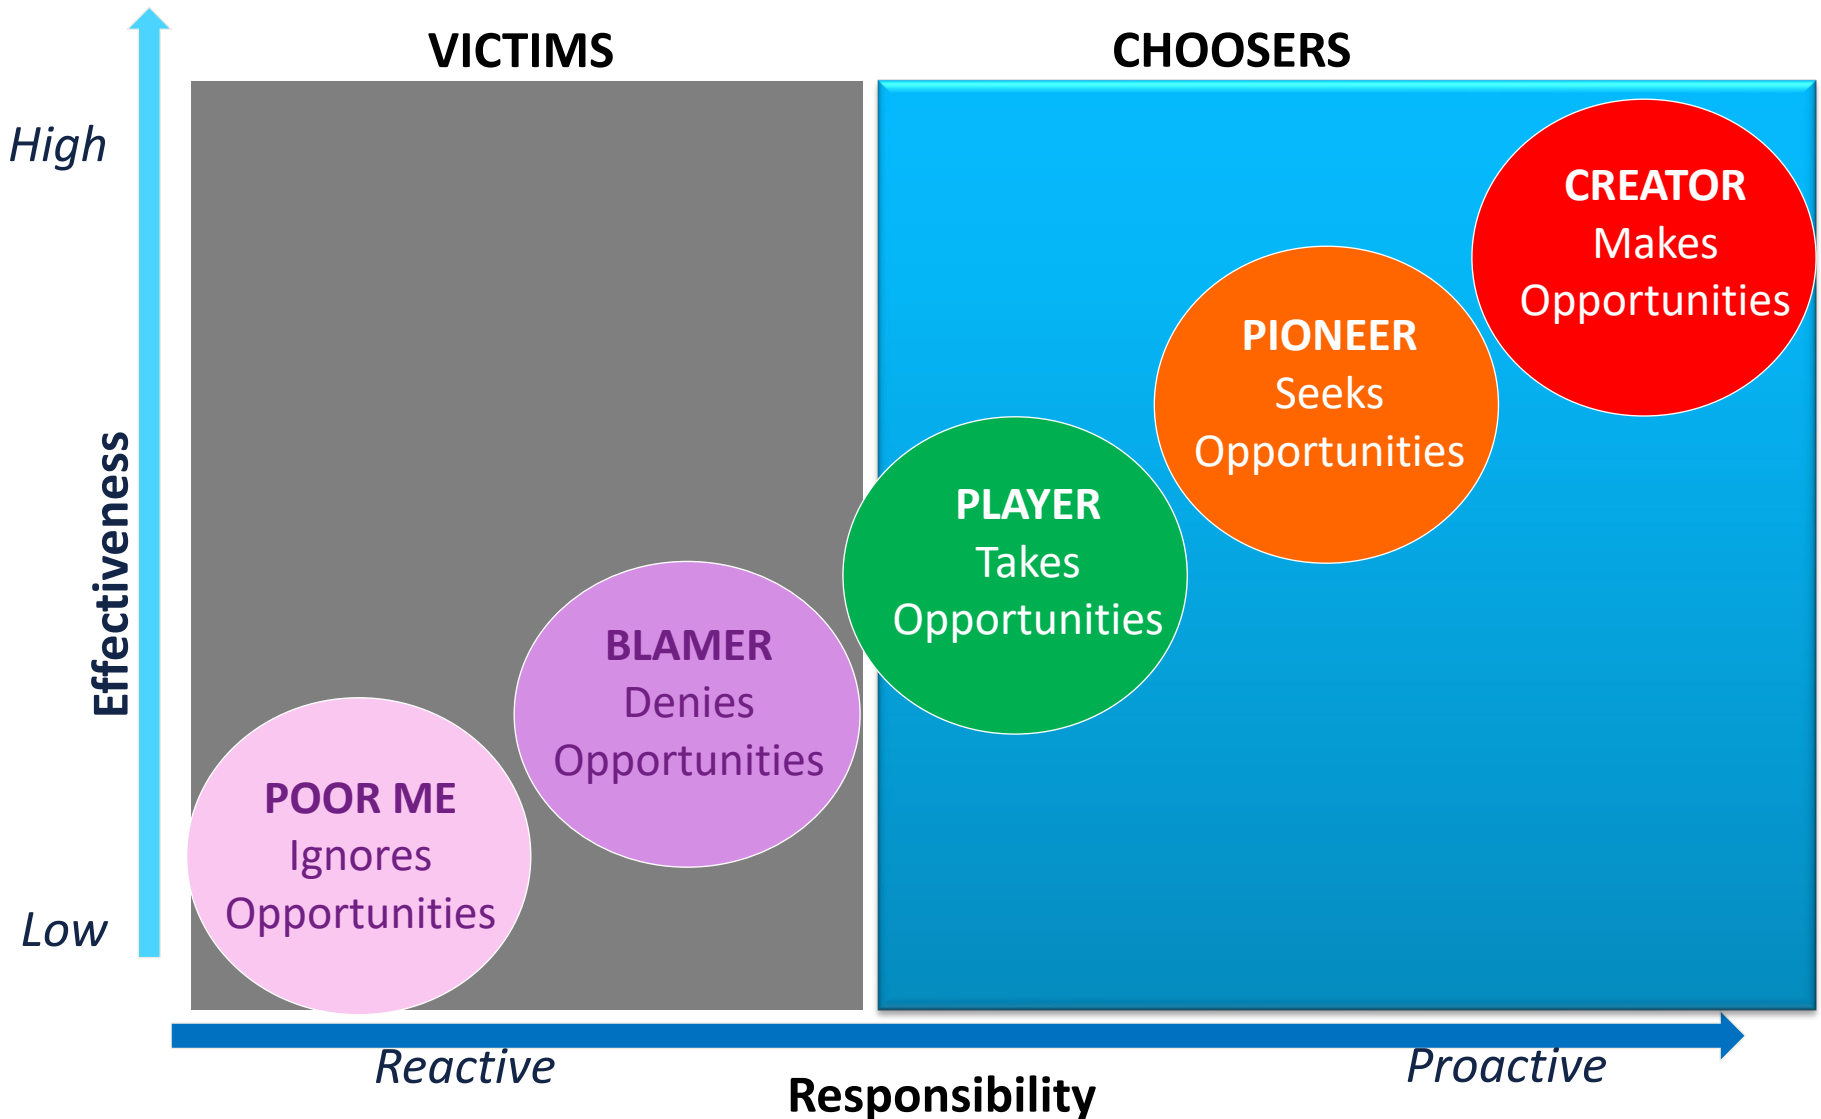 VICTIMS
CHOOSERS
High
CREATOR
Makes
Opportunities
PIONEER
Seeks
Opportunities
PLAYER
Takes
Opportunities
BLAMER
Denies
Opportunities
POOR ME
Ignores
Opportunities
Effectiveness
Low
Reactive
Proactive
Responsibility